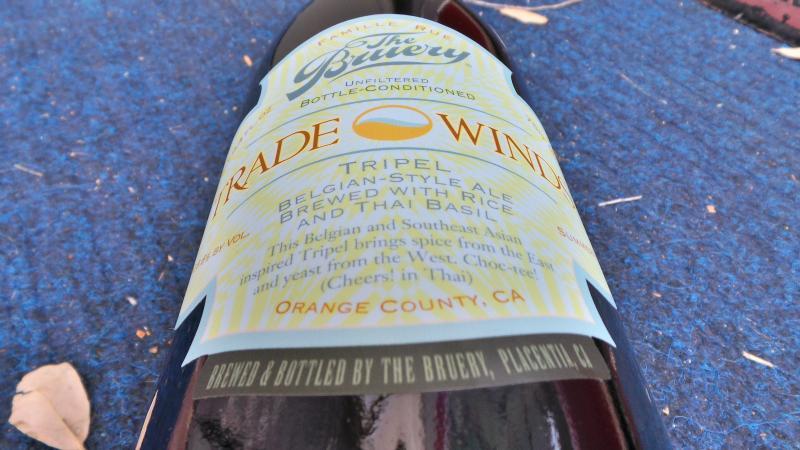 FAMILLE RUE
The
Bruery
UNFILTERED
BOTTLE-CONDITIONED
TRADE WINDS
TRIPEL
BELGIAN-STYLE ALE
BREWED WITH RICE
AND THAI BASIL
This Belgian and Southeast Asian
inspired Tripel brings spice from the East
and yeast from the West. Choc-tee!
(Cheers! in Thai)
ORANGE COUNTY, CA
BREWED & BOTTLED BY THE BRUERY, PLACENTIA, CA